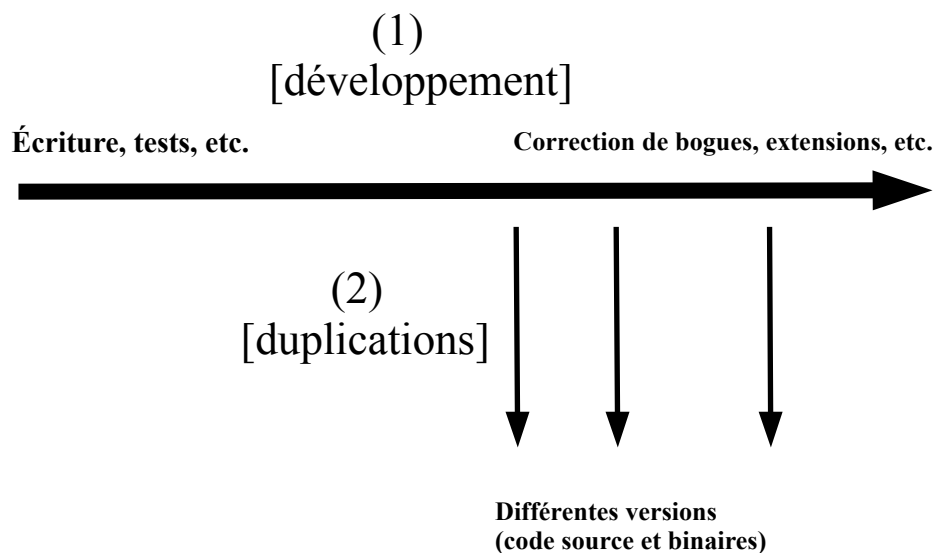 (1)
[développement]
Écriture, tests, etc.
Correction de bogues, extensions, etc.
(2)
[duplications]
Différentes versions
(code source et binaires)